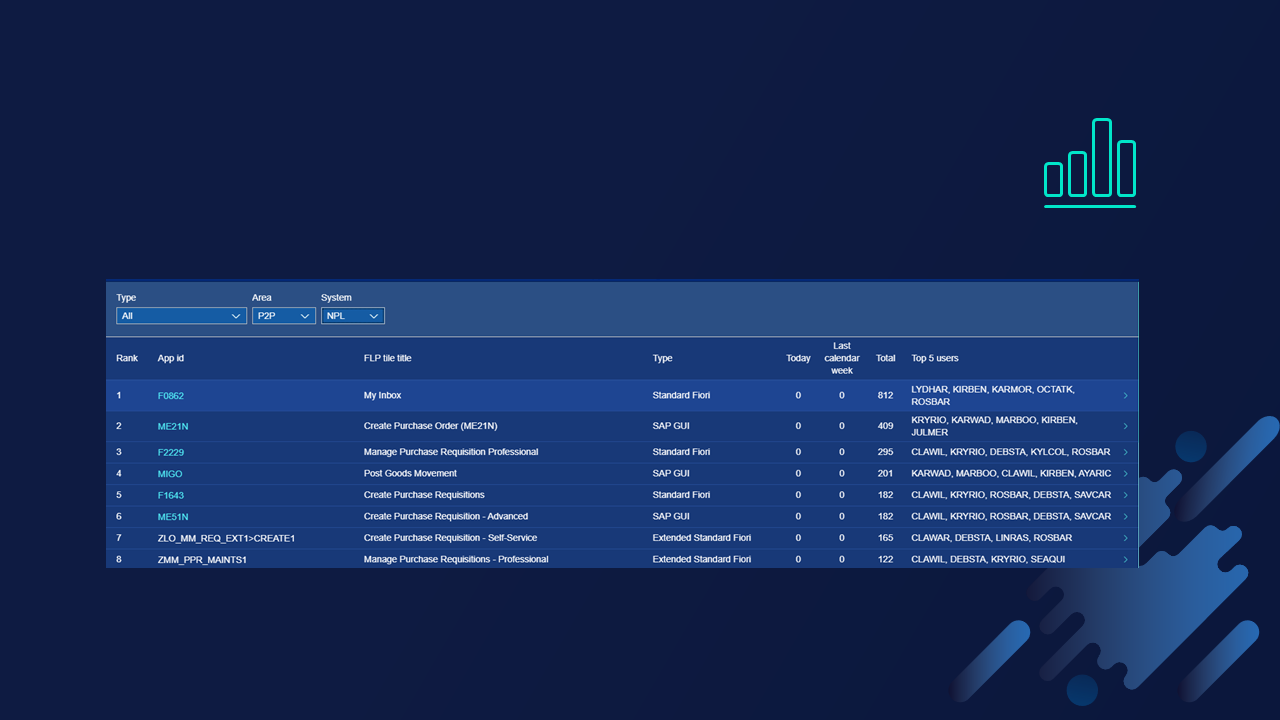 Type Area System
All P2P NPL
Rank App id FLP tile title Type Today Last calendar week Total Top 5 users
1 F0862 My Inbox Standard Fiori 0 0 812 LYDHAR, KIRBEN, KARMOR, OCTATK, ROSBAR
2 ME21N Create Purchase Order (ME21N) SAP GUI 0 0 409 KRYRIO, KARWAD, MARBOO, KIRBEN, JULMER
3 F2229 Manage Purchase Requisition Professional Standard Fiori 0 0 295 CLAWIL, KRYRIO, DEBSTA, KYLCOL, ROSBAR
4 MIGO Post Goods Movement SAP GUI 0 0 201 KARWAD, MARBOO, CLAWIL, KIRBEN, AYARIC
5 F1643 Create Purchase Requisitions Standard Fiori 0 0 182 CLAWIL, KRYRIO, ROSBAR, DEBSTA, SAVCAR
6 ME51N Create Purchase Requisition - Advanced SAP GUI 0 0 182 CLAWIL, KRYRIO, ROSBAR, DEBSTA, SAVCAR
7 ZLO_MM_REQ_EXT1>CREATE1 Create Purchase Requisition - Self-Service Extended Standard Fiori 0 0 165 CLAWAR, DEBSTA, LINRAS, ROSBAR
8 ZMM_PPR_MAINTS1 Manage Purchase Requisitions - Professional Extended Standard Fiori 0 0 122 CLAWIL, DEBSTA, KRYRIO, SEAQUI